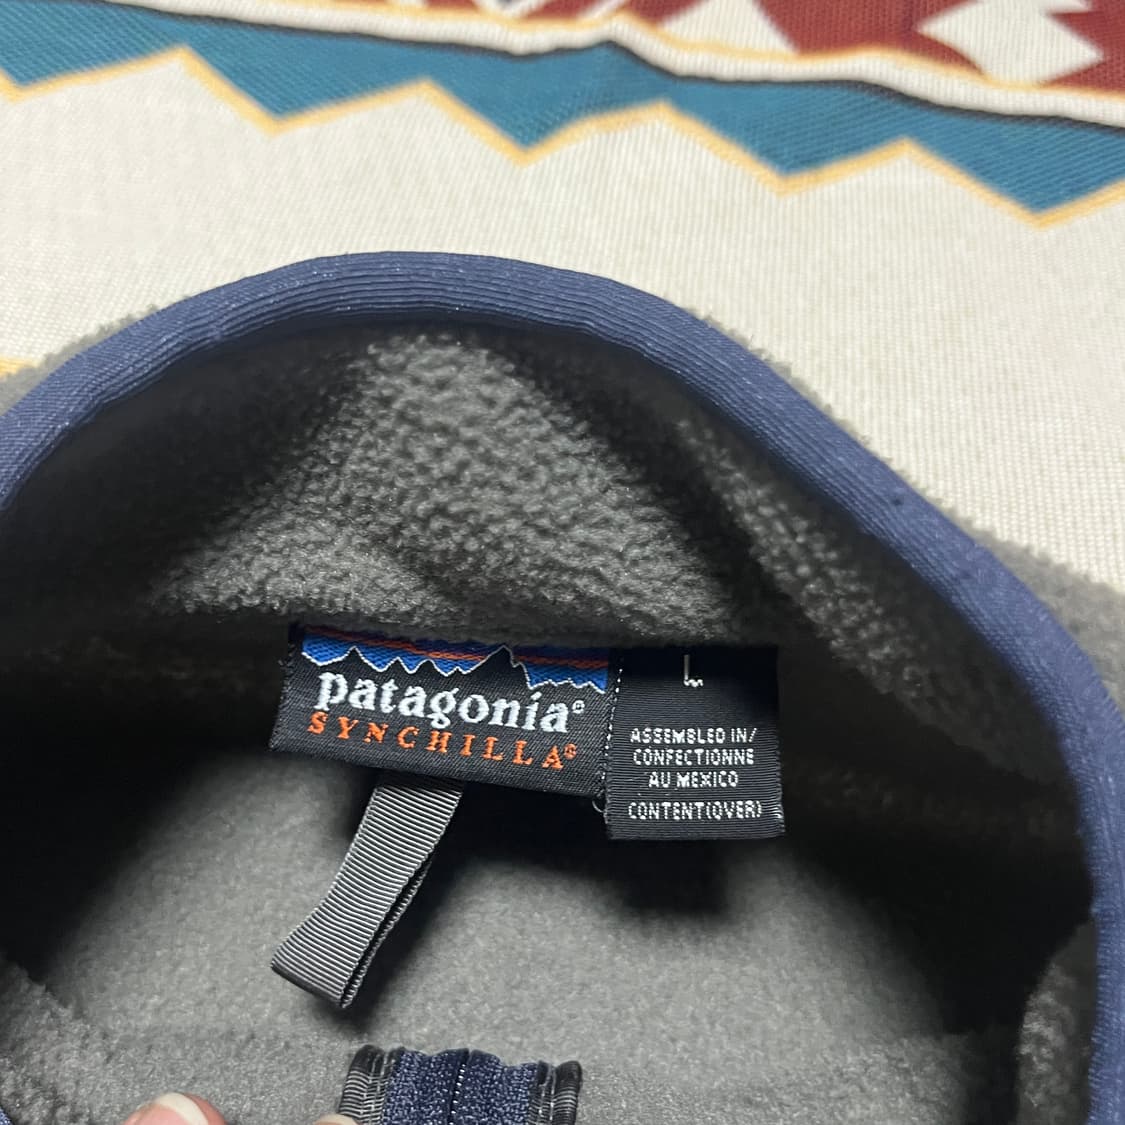 patagonia®
SYNCHILLA®
L
ASSEMBLED IN/
CONFECTIONNE
AU MEXICO
CONTENT(OVER)